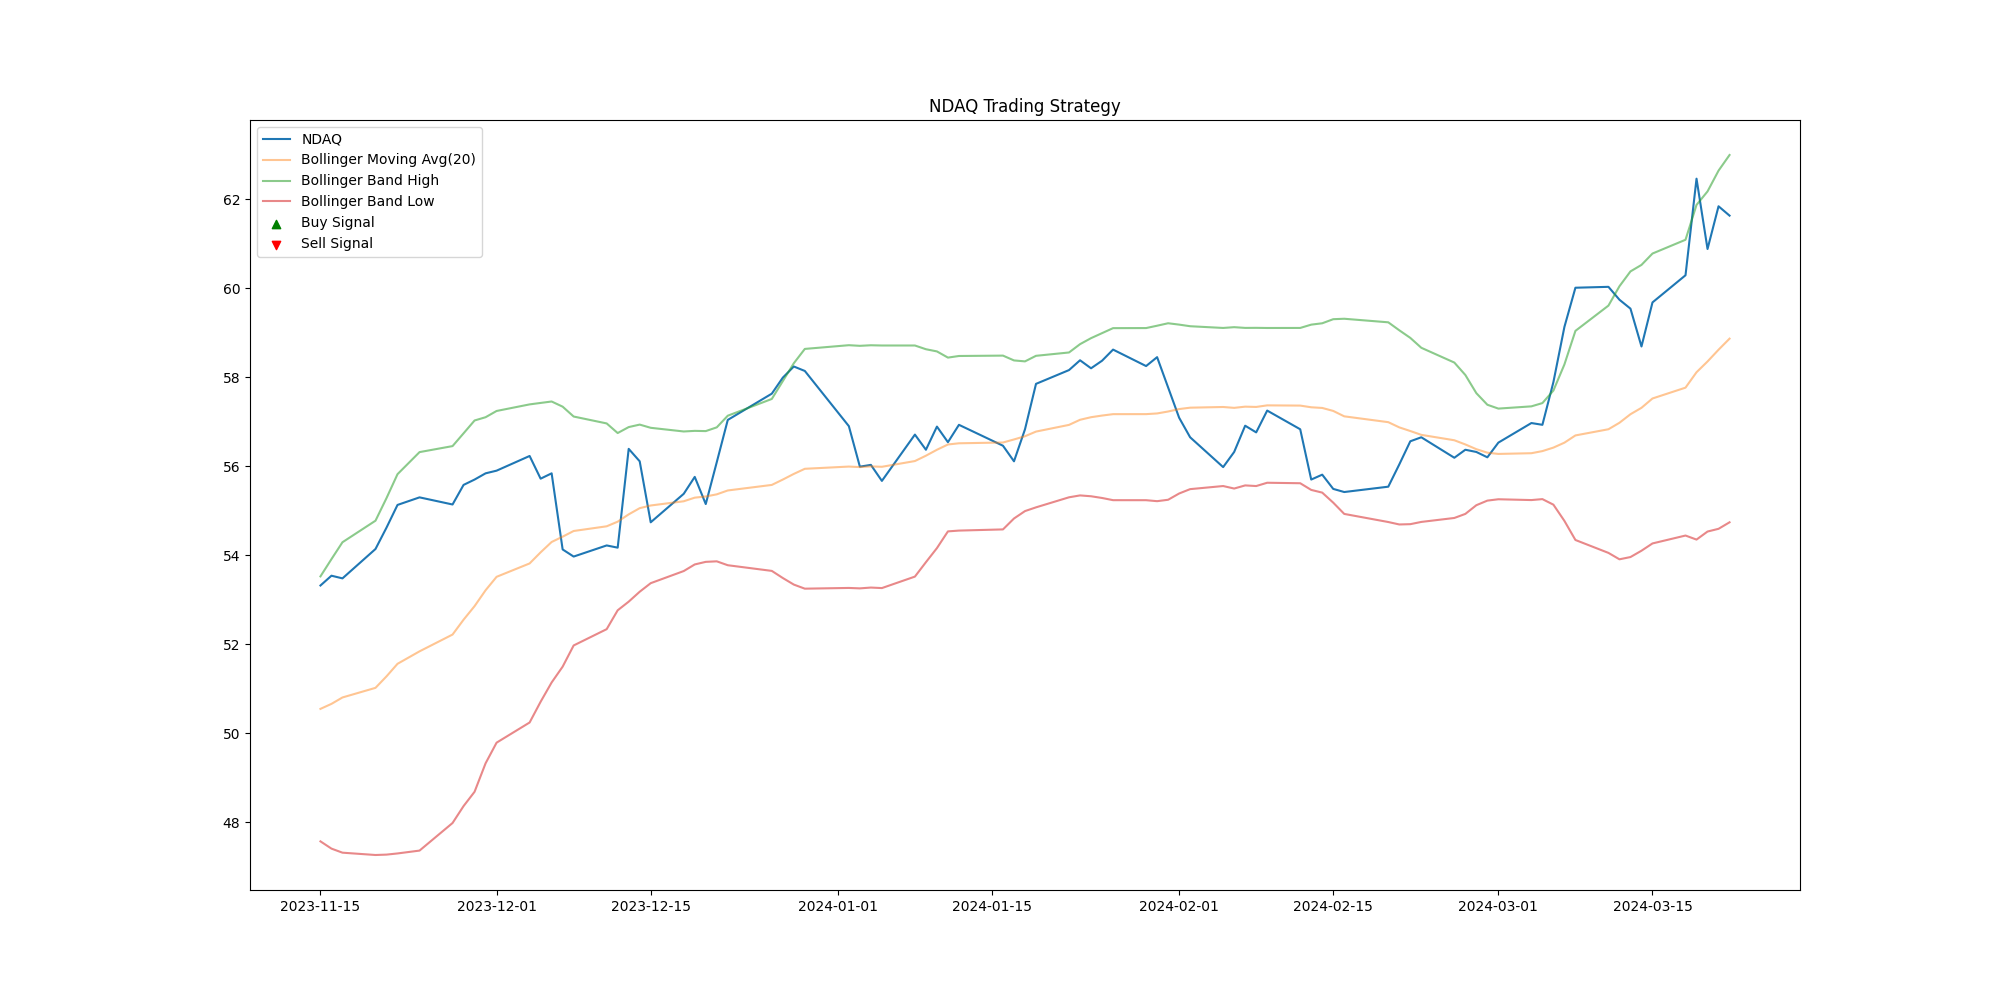 NDAQ Trading Strategy
NDAQ
Bollinger Moving Avg(20)
Bollinger Band High
Bollinger Band Low
Buy Signal
Sell Signal
62
60
58
56
54
52
50
48
2023-11-15 2023-12-01 2023-12-15 2024-01-01 2024-01-15 2024-02-01 2024-02-15 2024-03-01 2024-03-15